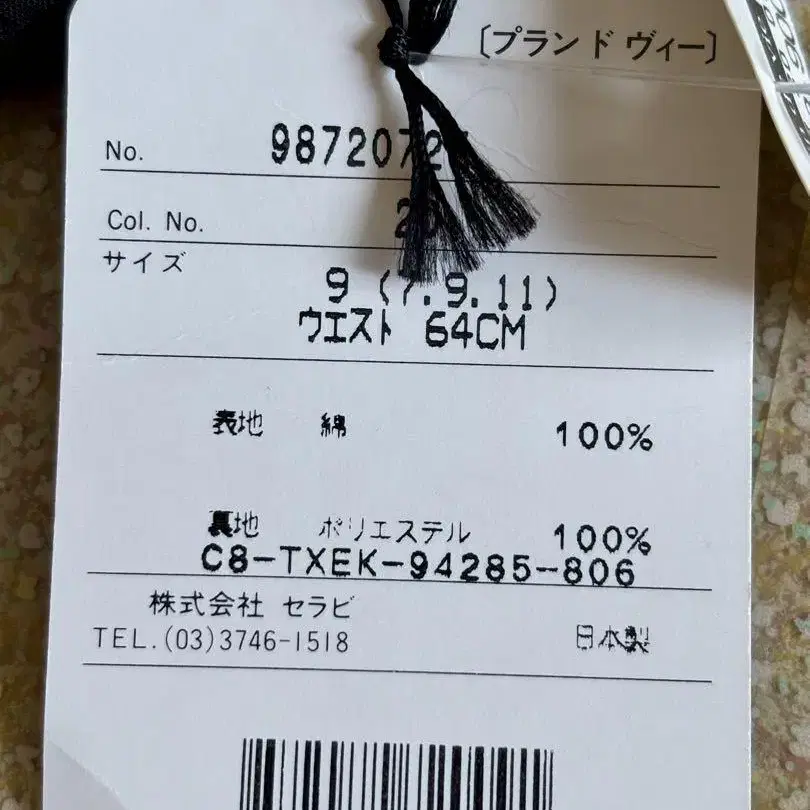 〔プランド ヴィー〕
No. 9872072
Col. No.
サイズ
9 (7.9.11)
ウエスト 64CM
表地 綿 100%
裏地 ポリエステル 100%
C8-TXEK-94285-806
株式会社 セラビ
TEL.(03)3746-1518 日本製